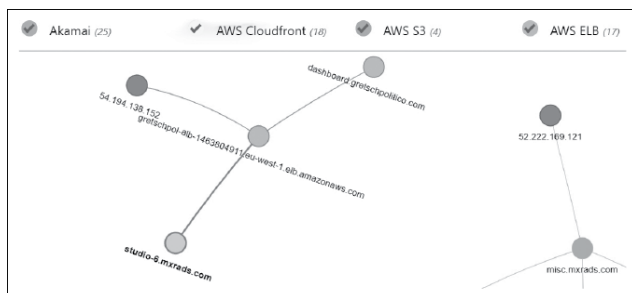 Akamai (25)
AWS Cloudfront (18)
AWS S3 (4)
AWS ELB (17)
dashboard.gretschpolitico.com
54.194.138.152
gretschpol-alb-1463804911.eu-west-1.elb.amazonaws.com
52.222.169.121
studio-6.mxrads.com
misc.mxrads.com